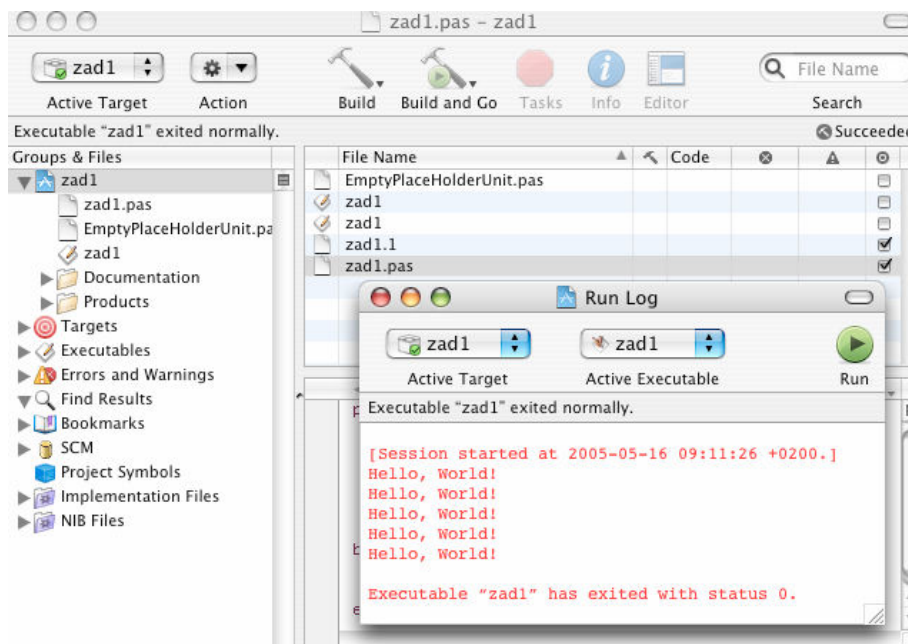 zad1.pas – zad1
zad1
Active Target
Action
Build
Build and Go
Tasks
Info
Editor
File Name
Search
Executable “zad1” exited normally.
Succeeded
Groups & Files
zad1
zad1.pas
EmptyPlaceHolderUnit.pa
zad1
Documentation
Products
Targets
Executables
Errors and Warnings
Find Results
Bookmarks
SCM
Project Symbols
Implementation Files
NIB Files
File Name
Code
EmptyPlaceHolderUnit.pas
zad1
zad1
zad1.1
zad1.pas
Run Log
zad1
zad1
Active Target
Active Executable
Run
Executable “zad1” exited normally.
[Session started at 2005-05-16 09:11:26 +0200.]
Hello, World!
Hello, World!
Hello, World!
Hello, World!
Hello, World!
Executable “zad1” has exited with status 0.